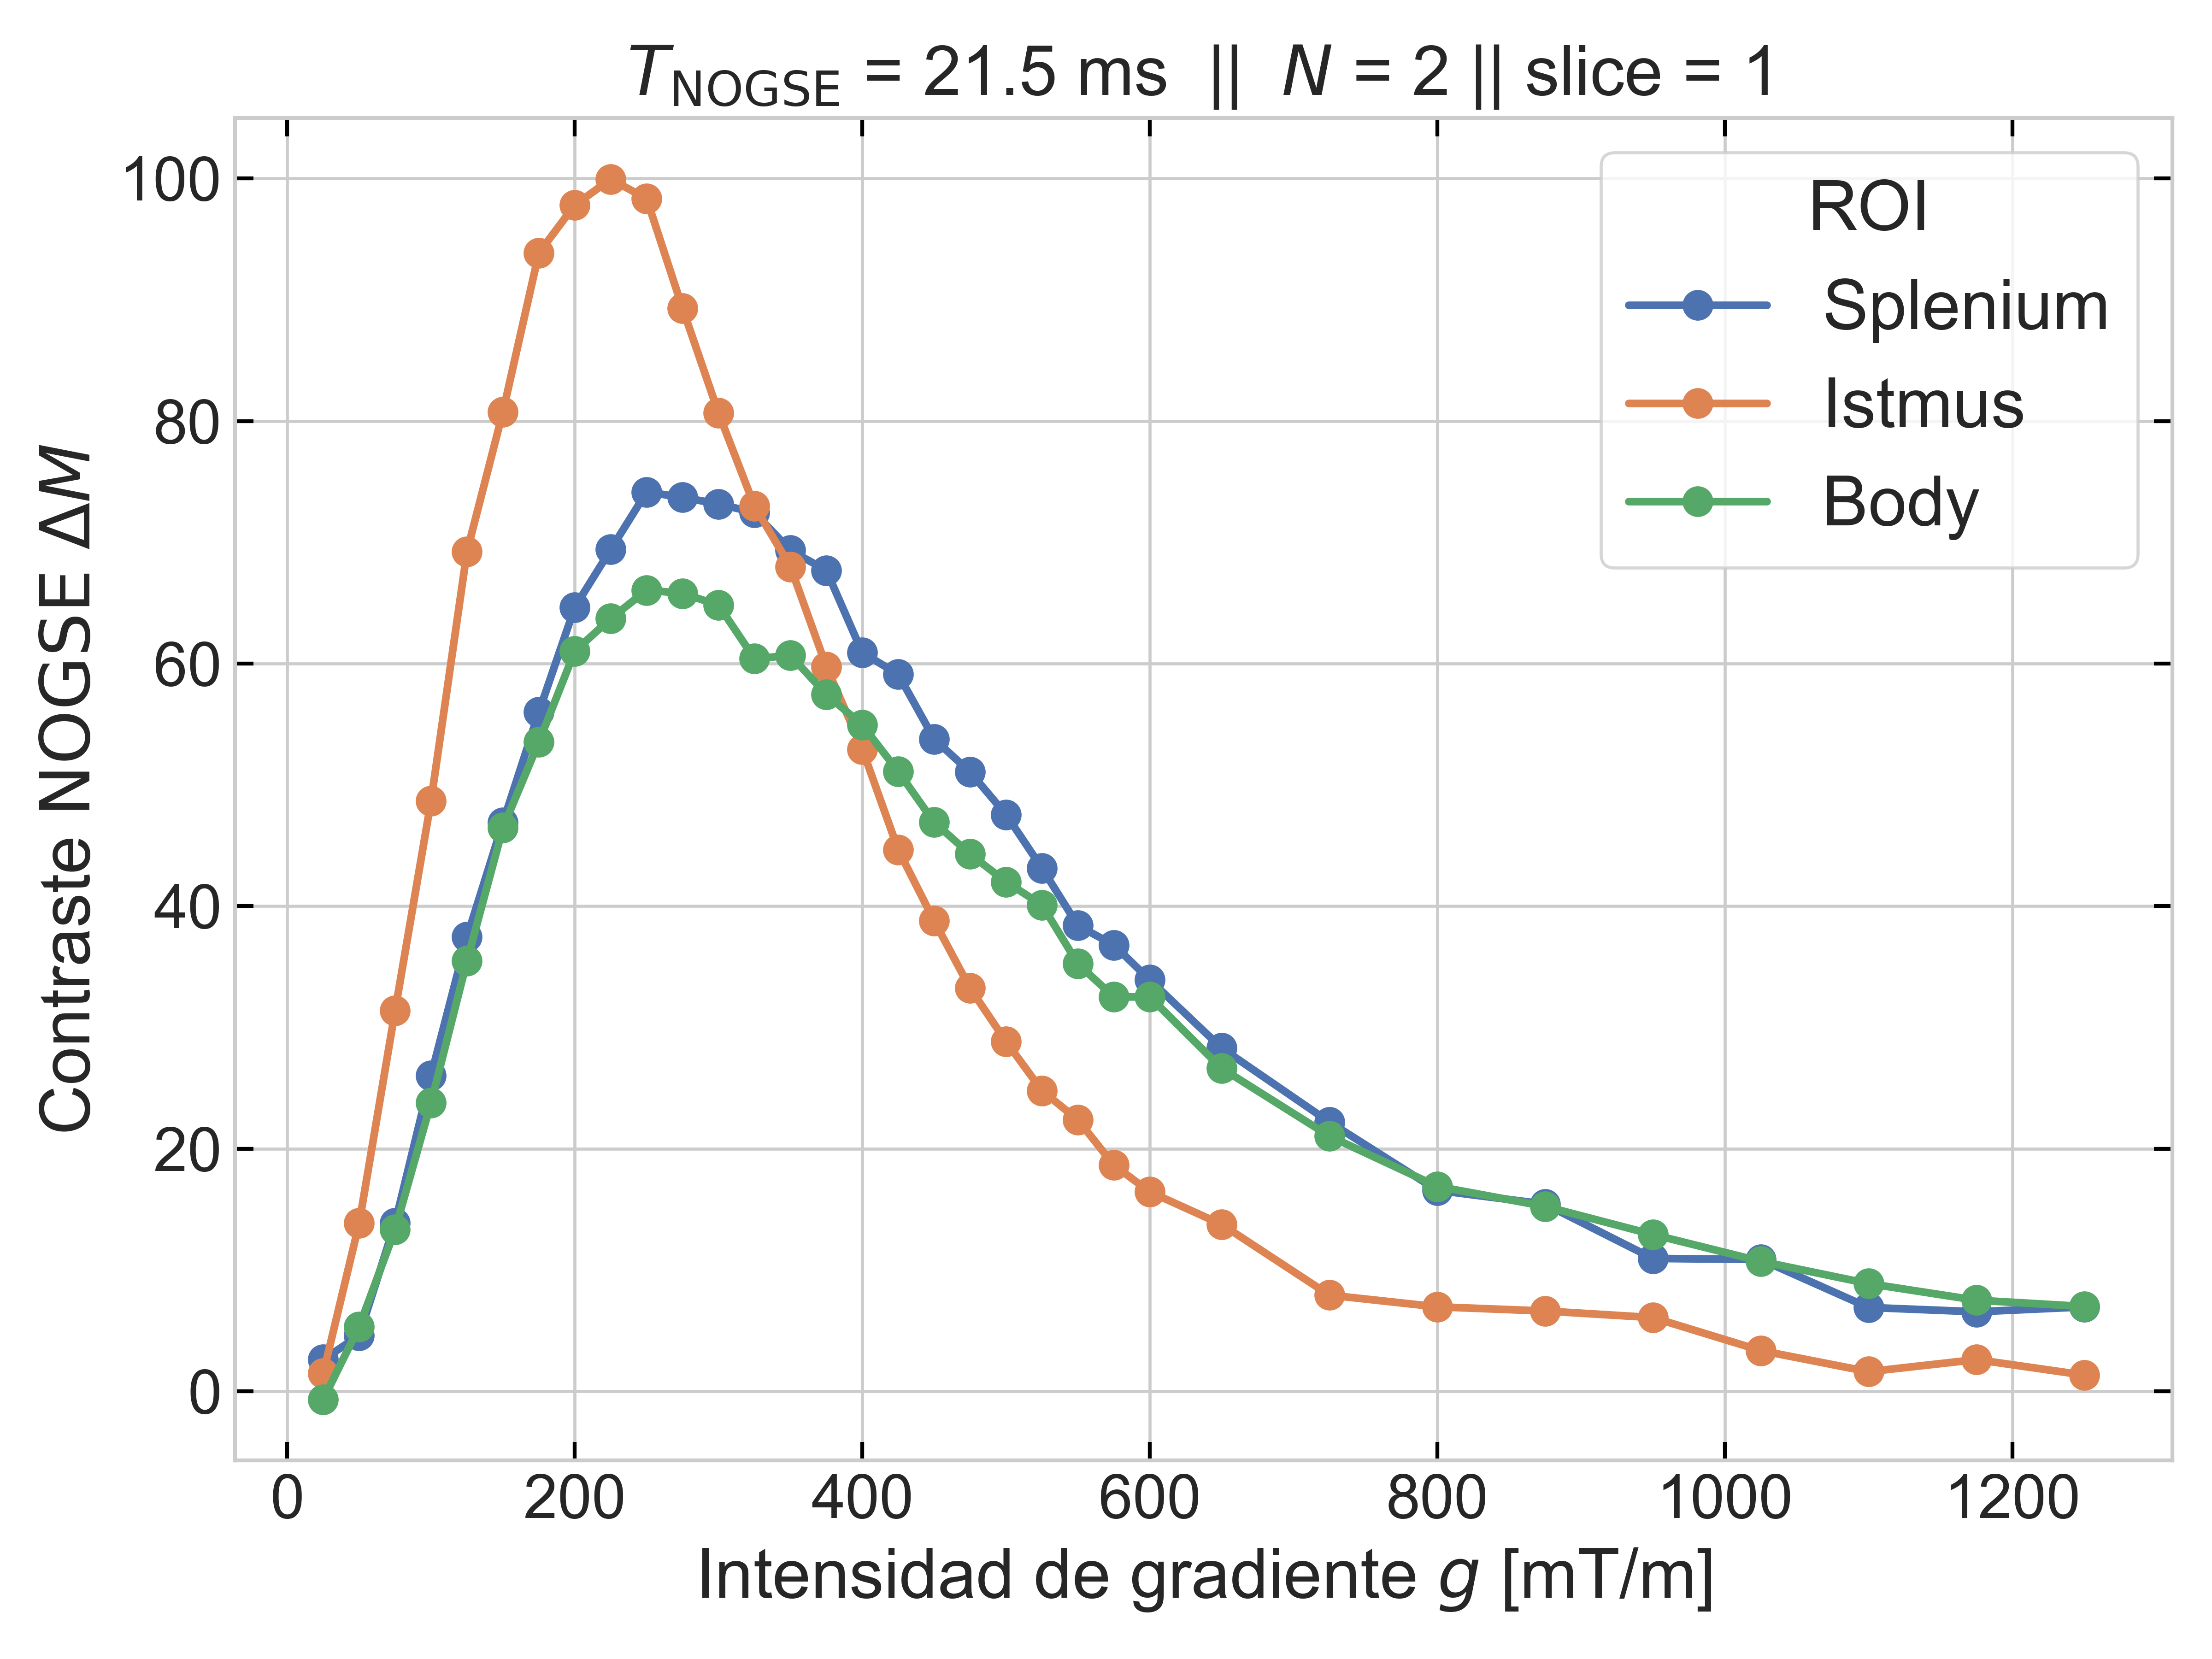 T_NOGSE = 21.5 ms || N = 2 || slice = 1
Contraste NOGSE ΔM
100
80
60
40
20
0
ROI
Splenium
Istmus
Body
0 200 400 600 800 1000 1200
Intensidad de gradiente g [mT/m]